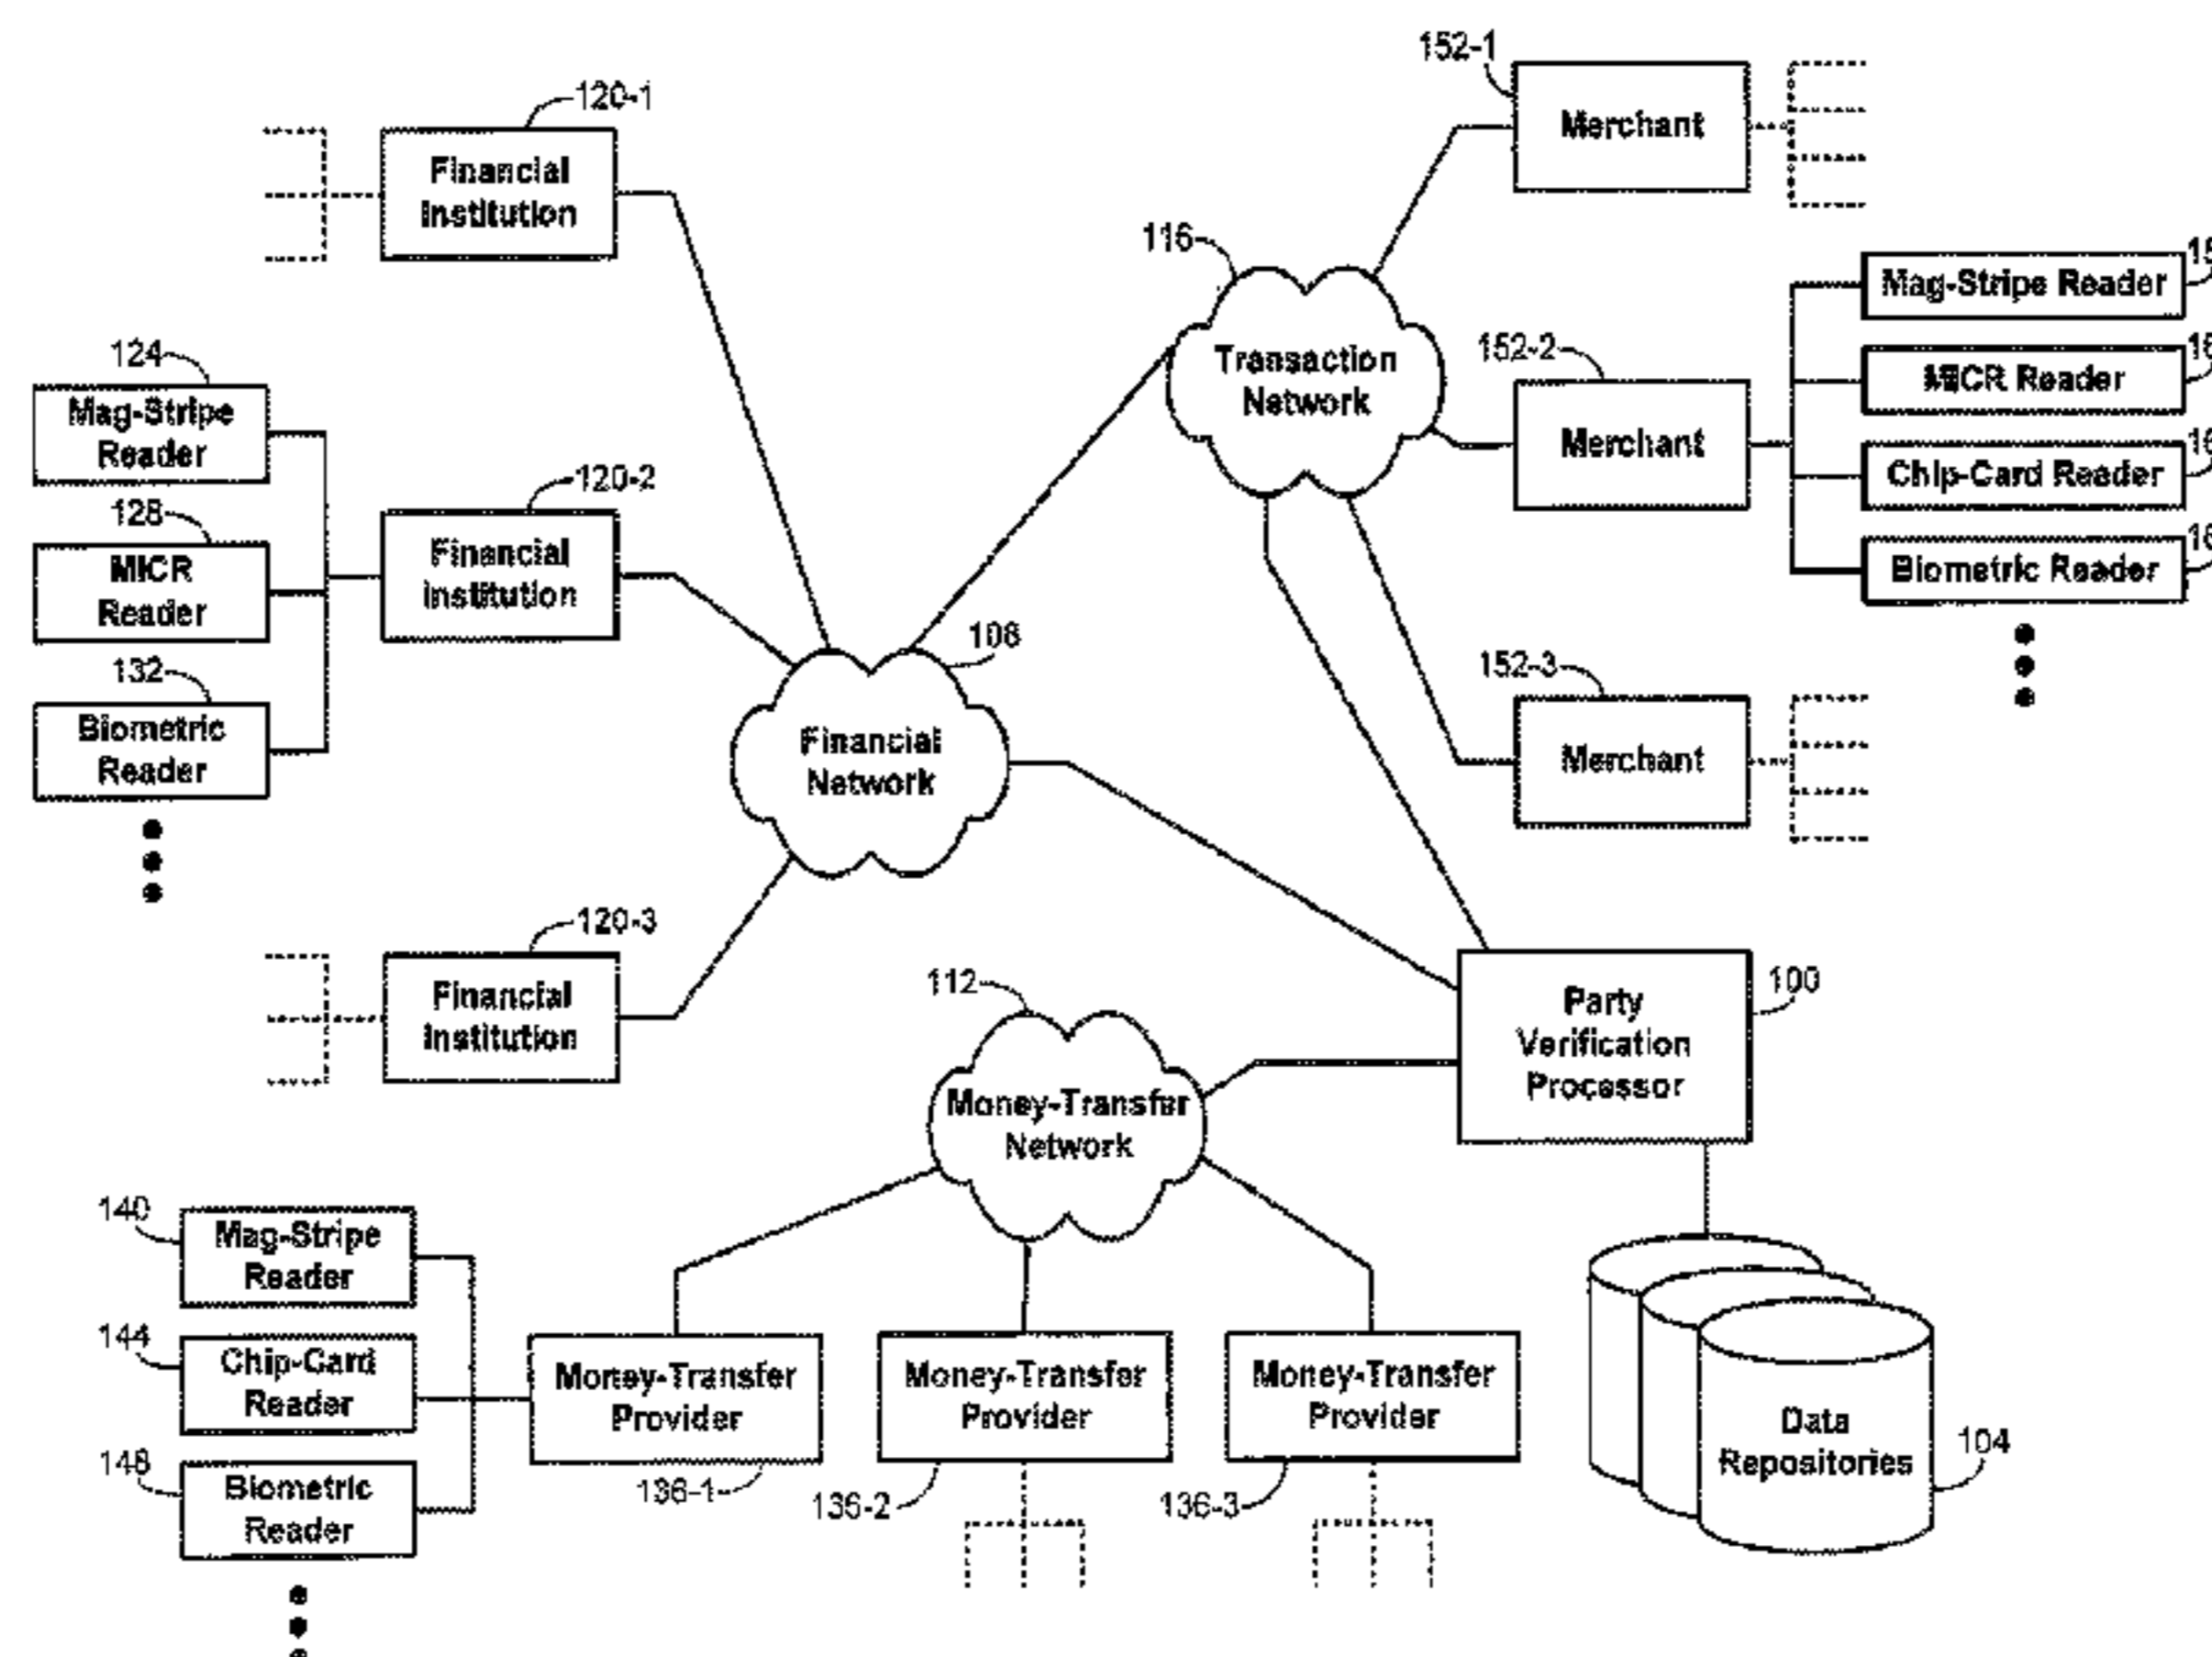 152-1
Merchant
120-1
Financial
Institution
116
Transaction
Network
Mag-Stripe Reader
152-2
Merchant
MICR Reader
Chip-Card Reader
Biometric Reader
124
Mag-Stripe
Reader
120-2
Financial
Institution
128
MICR
Reader
132
Biometric
Reader
108
Financial
Network
152-3
Merchant
120-3
Financial
Institution
112
Money-Transfer
Network
Party
Verification
Processor
100
140
Mag-Stripe
Reader
144
Chip-Card
Reader
148
Biometric
Reader
Money-Transfer
Provider
136-1
Money-Transfer
Provider
136-2
Money-Transfer
Provider
136-3
Data
Repositories
104